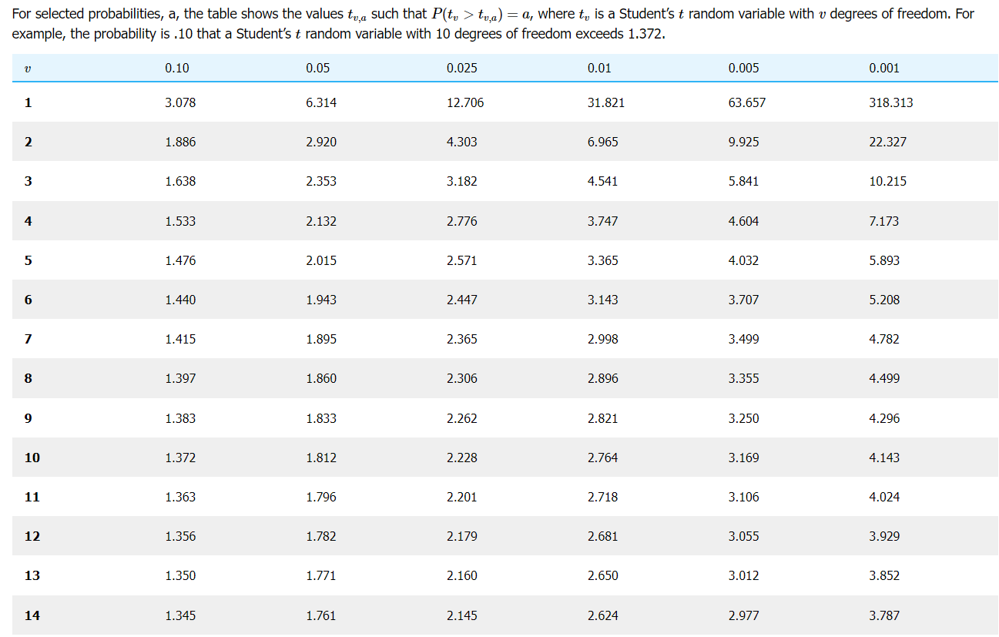 For selected probabilities, a, the table shows the values tᵥ,ₐ such that P(tᵥ > tᵥ,ₐ) = a, where tᵥ is a Student’s t random variable with v degrees of freedom. For
example, the probability is .10 that a Student’s t random variable with 10 degrees of freedom exceeds 1.372.
v 0.10 0.05 0.025 0.01 0.005 0.001
1 3.078 6.314 12.706 31.821 63.657 318.313
2 1.886 2.920 4.303 6.965 9.925 22.327
3 1.638 2.353 3.182 4.541 5.841 10.215
4 1.533 2.132 2.776 3.747 4.604 7.173
5 1.476 2.015 2.571 3.365 4.032 5.893
6 1.440 1.943 2.447 3.143 3.707 5.208
7 1.415 1.895 2.365 2.998 3.499 4.782
8 1.397 1.860 2.306 2.896 3.355 4.499
9 1.383 1.833 2.262 2.821 3.250 4.296
10 1.372 1.812 2.228 2.764 3.169 4.143
11 1.363 1.796 2.201 2.718 3.106 4.024
12 1.356 1.782 2.179 2.681 3.055 3.929
13 1.350 1.771 2.160 2.650 3.012 3.852
14 1.345 1.761 2.145 2.624 2.977 3.787